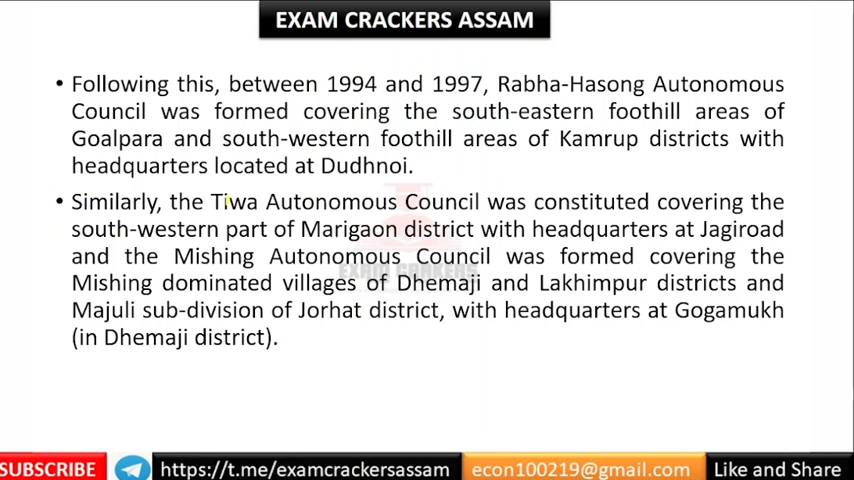 EXAM CRACKERS ASSAM
• Following this, between 1994 and 1997, Rabha-Hasong Autonomous
Council was formed covering the south-eastern foothill areas of
Goalpara and south-western foothill areas of Kamrup districts with
headquarters located at Dudhnoi.
• Similarly, the Tiwa Autonomous Council was constituted covering the
south-western part of Marigaon district with headquarters at Jagiroad
and the Mishing Autonomous Council was formed covering the
EXAM CRACKERS
Mishing dominated villages of Dhemaji and Lakhimpur districts and
Majuli sub-division of Jorhat district, with headquarters at Gogamukh
(in Dhemaji district).
SUBSCRIBE https://t.me/examcrackersassam econ100219@gmail.com Like and Share